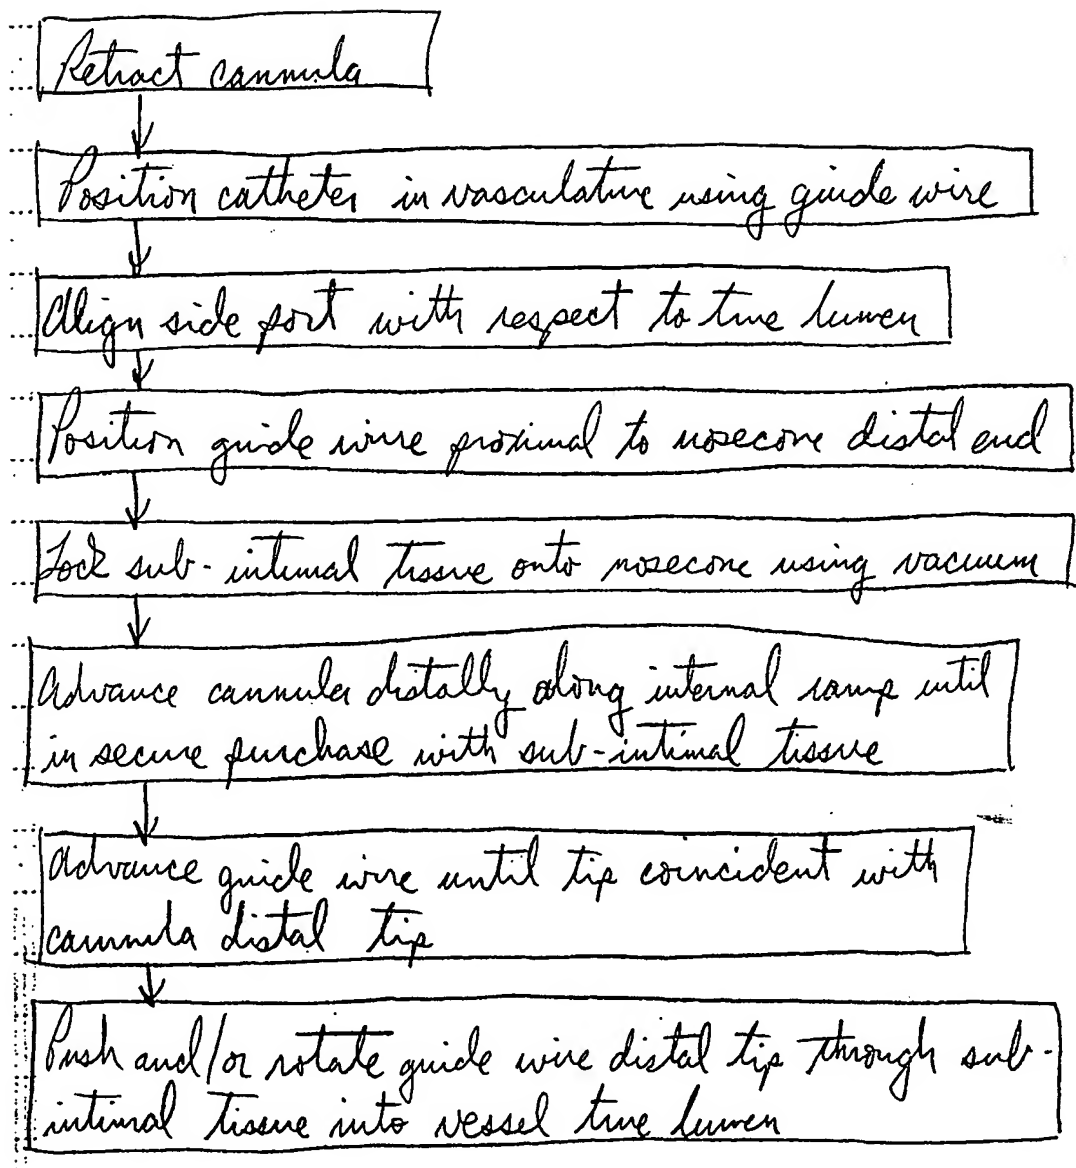 Retract cannula
Position catheter in vasculature using guide wire
Align side port with respect to true lumen
Position guide wire proximal to nosecone distal end
Lock sub-intimal tissue onto nosecone using vacuum
Advance cannula distally along internal ramp until
in secure purchase with sub-intimal tissue
Advance guide wire until tip coincident with
cannula distal tip
Push and/or rotate guide wire distal tip through sub-
intimal tissue into vessel true lumen